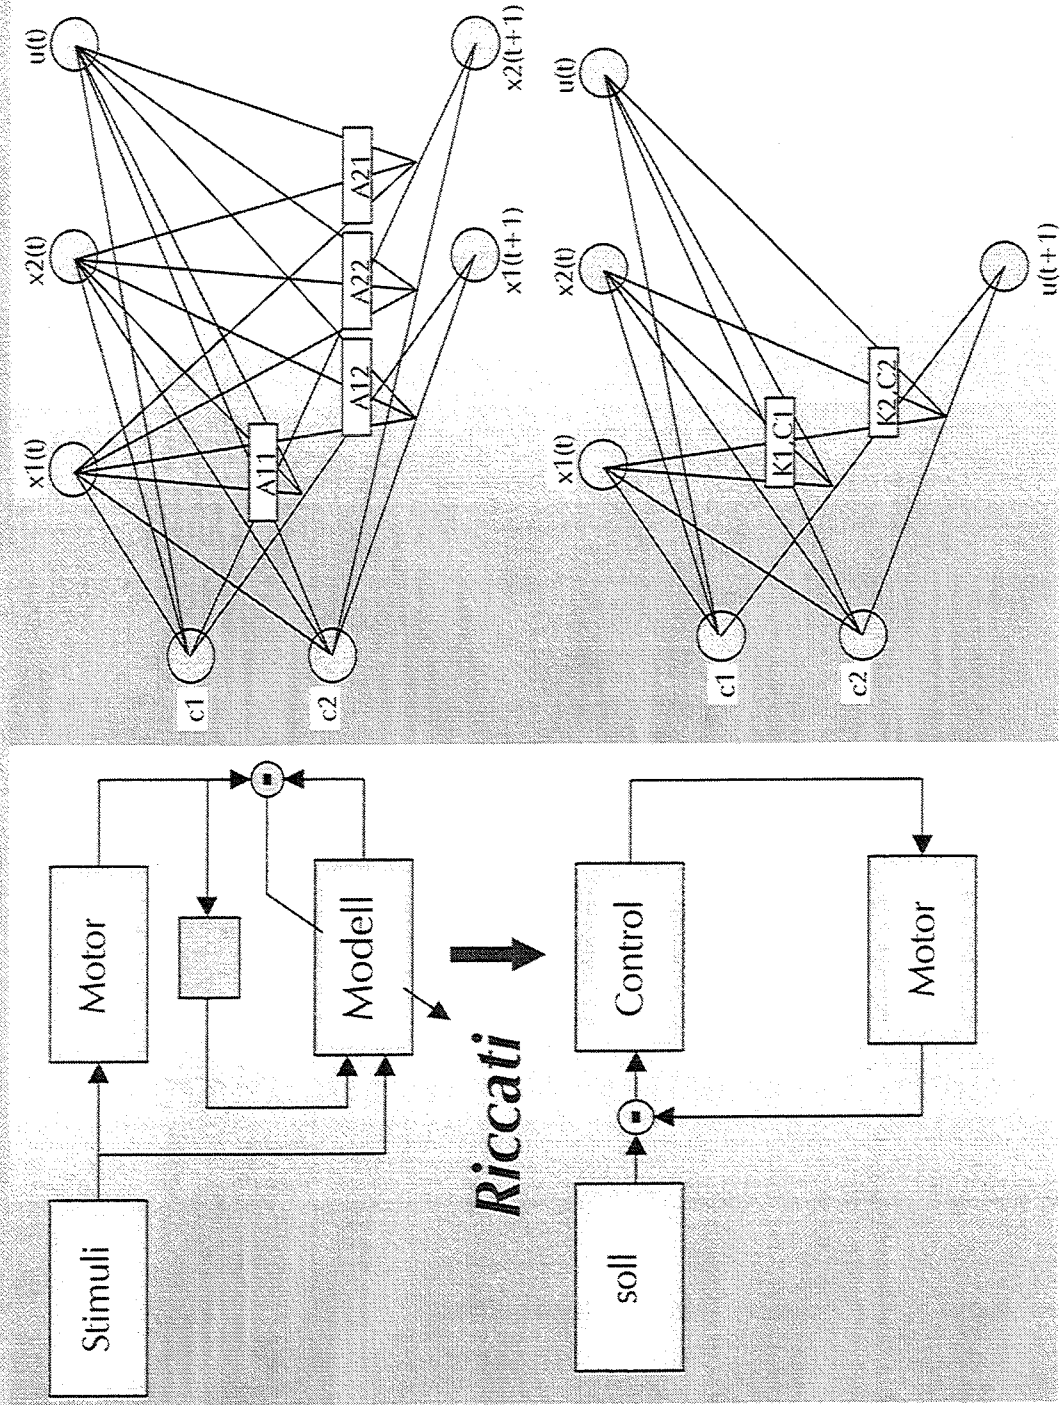 Stimuli
Motor
Modell
Riccati
soll
Control
Motor
x1(t)
x2(t)
u(t)
c1
c2
A11
A12
A22
A21
x1(t+1)
x2(t+1)
x1(t)
x2(t)
u(t)
c1
c2
K1,C1
K2,C2
u(t+1)